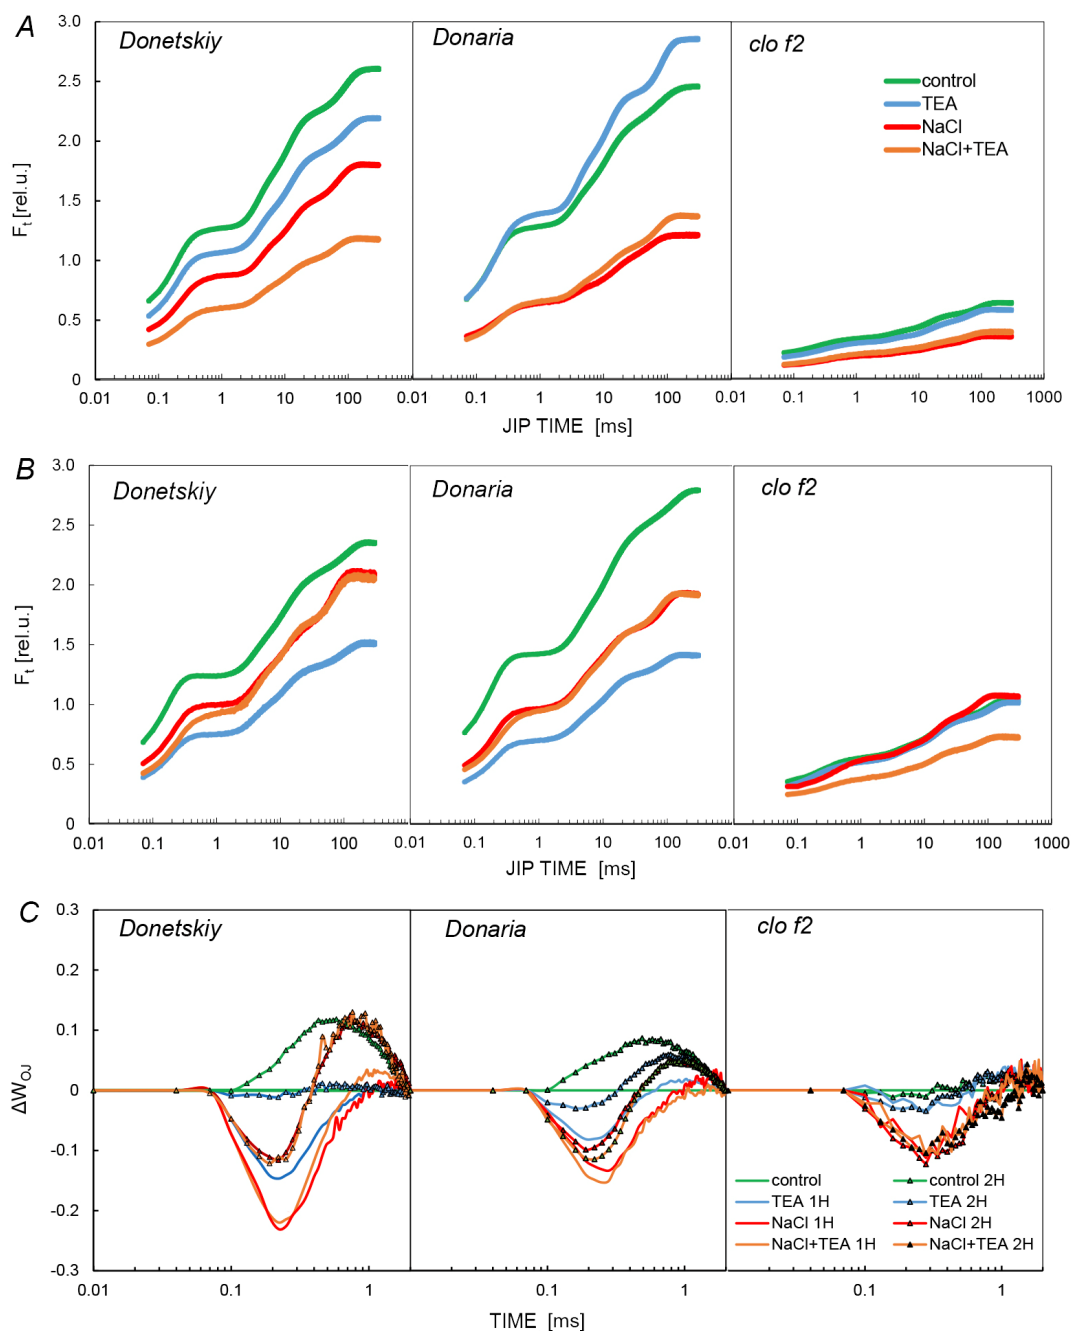 A
Donetskiy
Donaria
clo f2
3.0
2.5
2.0
1.5
1.0
0.5
0
Ft [rel.u.]
control
TEA
NaCl
NaCl+TEA
0.01 0.1 1 10 100 0.01 0.1 1 10 100 0.01 0.1 1 10 100 1000
JIP TIME [ms]
B
Donetskiy
Donaria
clo f2
3.0
2.5
2.0
1.5
1.0
0.5
0
Ft [rel.u.]
0.01 0.1 1 10 100 0.01 0.1 1 10 100 0.01 0.1 1 10 100 1000
JIP TIME [ms]
C
Donetskiy
Donaria
clo f2
0.3
0.2
0.1
0
-0.1
-0.2
-0.3
ΔWOJ
control control 2H
TEA 1H TEA 2H
NaCl 1H NaCl 2H
NaCl+TEA 1H NaCl+TEA 2H
0.01 0.1 1 0.1 1 0.1 1
TIME [ms]